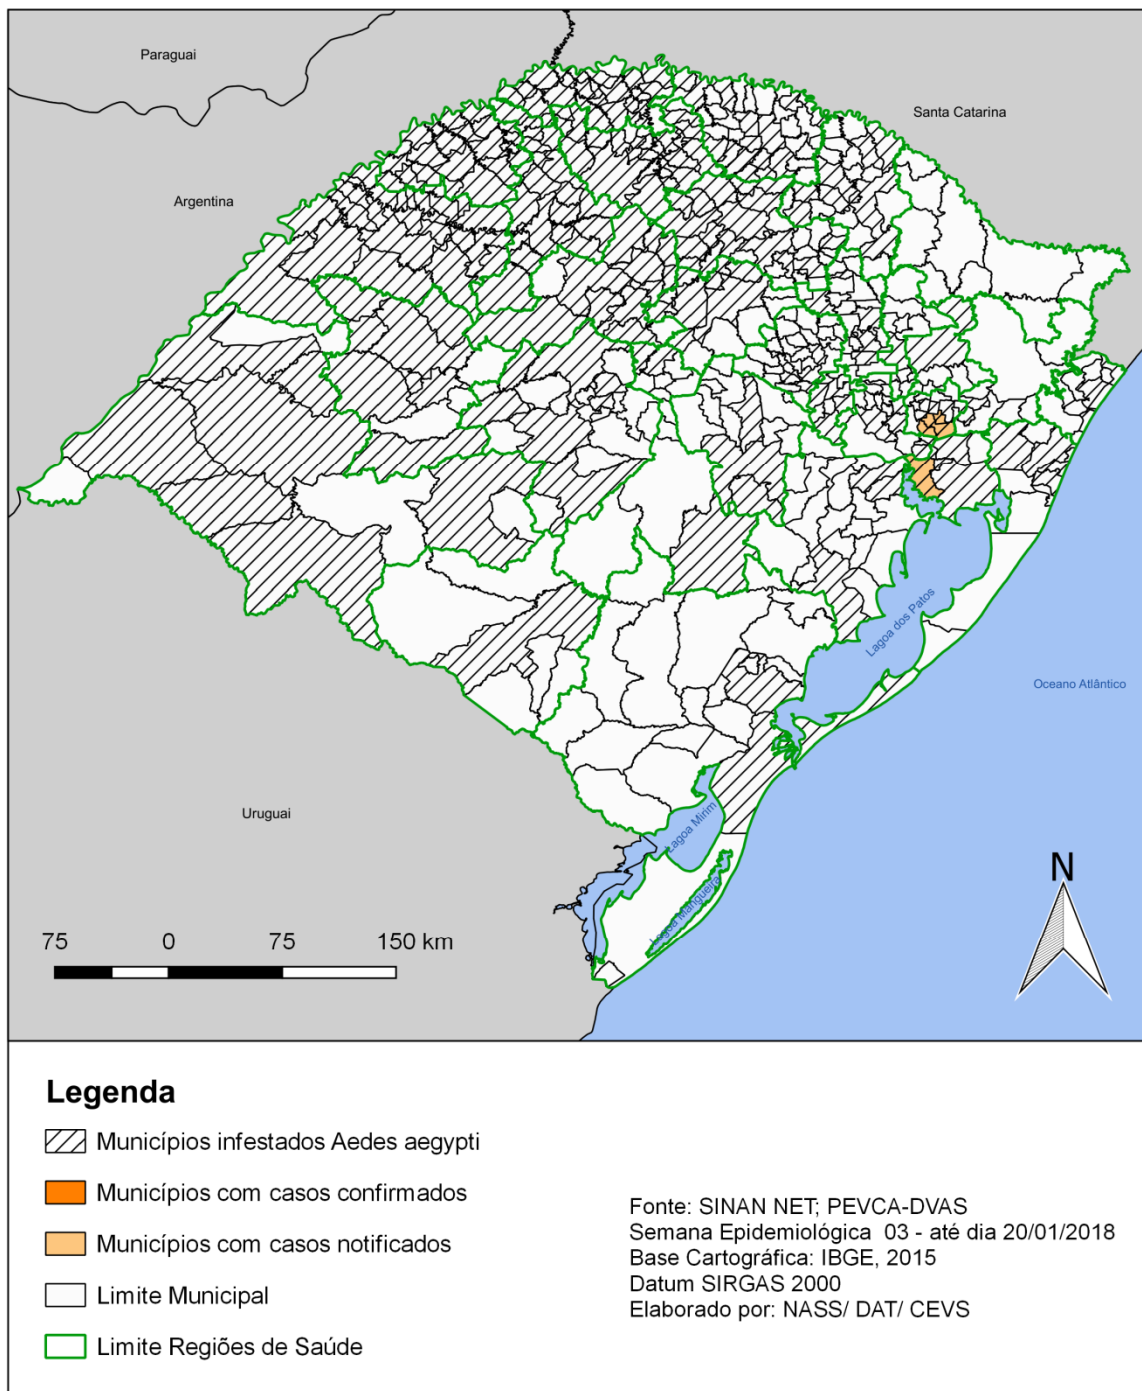 Paraguai
Santa Catarina
Argentina
Lagoa dos Patos
Oceano Atlântico
Uruguai
Lagoa Mirim
Lagoa Mangueira
N
75 0 75 150 km
Legenda
Municípios infestados Aedes aegypti
Municípios com casos confirmados
Municípios com casos notificados
Limite Municipal
Limite Regiões de Saúde
Fonte: SINAN NET; PEVCA-DVAS
Semana Epidemiológica 03 - até dia 20/01/2018
Base Cartográfica: IBGE, 2015
Datum SIRGAS 2000
Elaborado por: NASS/ DAT/ CEVS